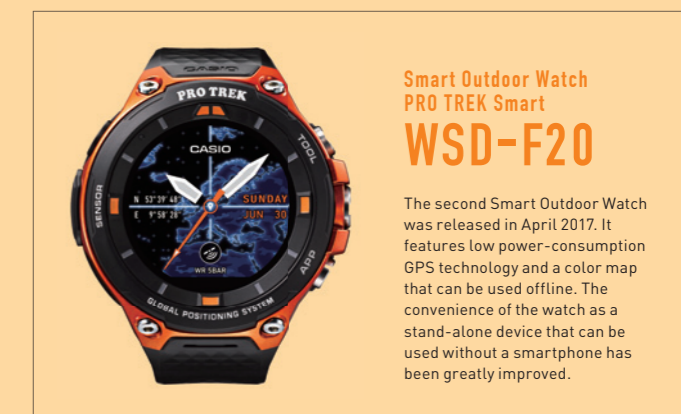 CASIO
PRO TREK
TOOL
CASIO
N 53°39'48"
SUNDAY
SENSOR
E 9°58'28"
JUN 30
WR 5BAR
APP
GLOBAL POSITIONING SYSTEM
Smart Outdoor Watch
PRO TREK Smart
WSD-F20
The second Smart Outdoor Watch
was released in April 2017. It
features low power-consumption
GPS technology and a color map
that can be used offline. The
convenience of the watch as a
stand-alone device that can be
used without a smartphone has
been greatly improved.